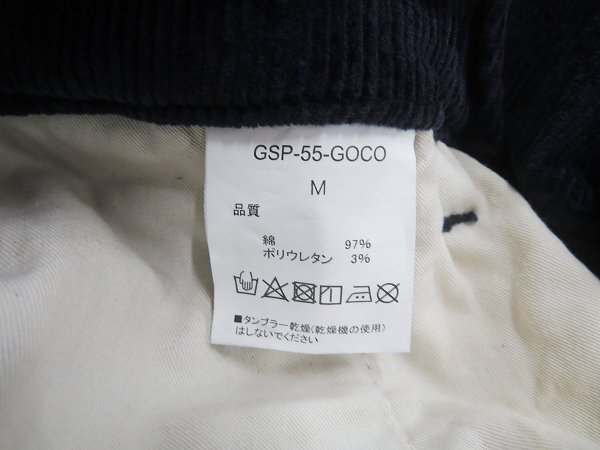 GSP-55-GOCO
M
品質
綿 97%
ポリウレタン 3%
■タンブラー乾燥(乾燥機の使用)
はしないでください